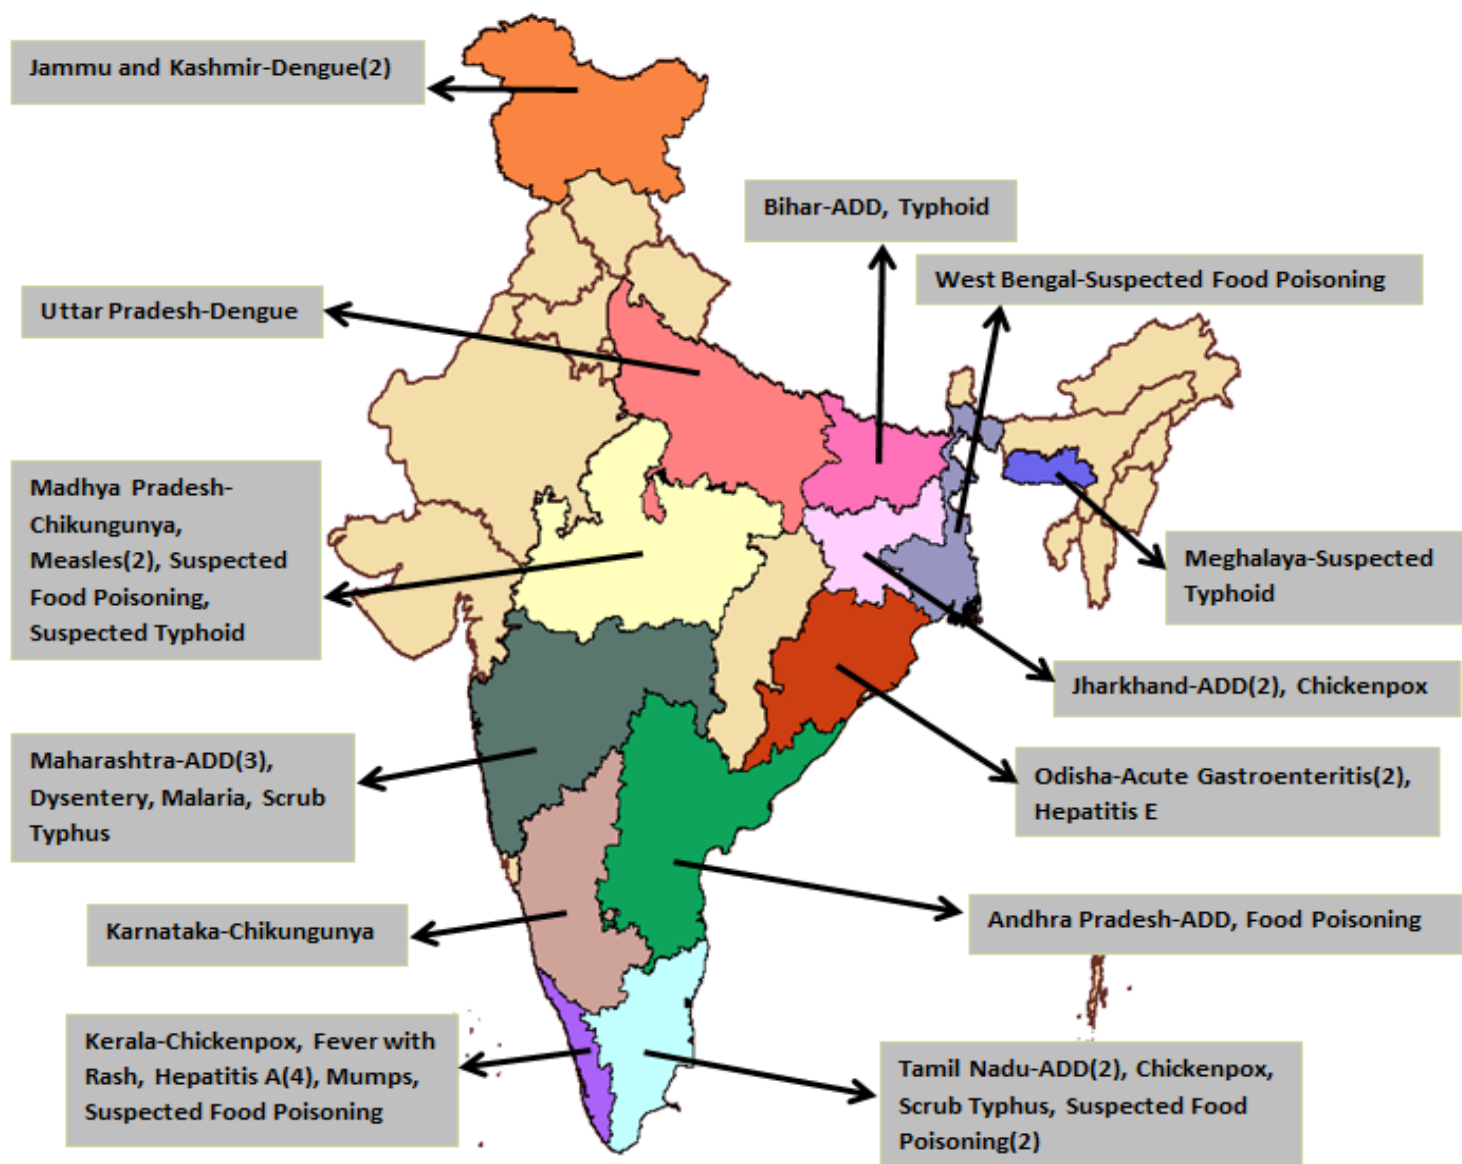 Jammu and Kashmir-Dengue(2)
Bihar-ADD, Typhoid
West Bengal-Suspected Food Poisoning
Uttar Pradesh-Dengue
Madhya Pradesh-
Chikungunya,
Measles(2), Suspected
Food Poisoning,
Suspected Typhoid
Meghalaya-Suspected
Typhoid
Jharkhand-ADD(2), Chickenpox
Maharashtra-ADD(3),
Dysentery, Malaria, Scrub
Typhus
Odisha-Acute Gastroenteritis(2),
Hepatitis E
Karnataka-Chikungunya
Andhra Pradesh-ADD, Food Poisoning
Kerala-Chickenpox, Fever with
Rash, Hepatitis A(4), Mumps,
Suspected Food Poisoning
Tamil Nadu-ADD(2), Chickenpox,
Scrub Typhus, Suspected Food
Poisoning(2)